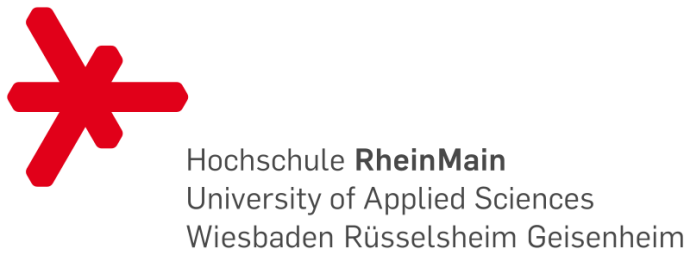 Hochschule RheinMain
University of Applied Sciences
Wiesbaden Rüsselsheim Geisenheim